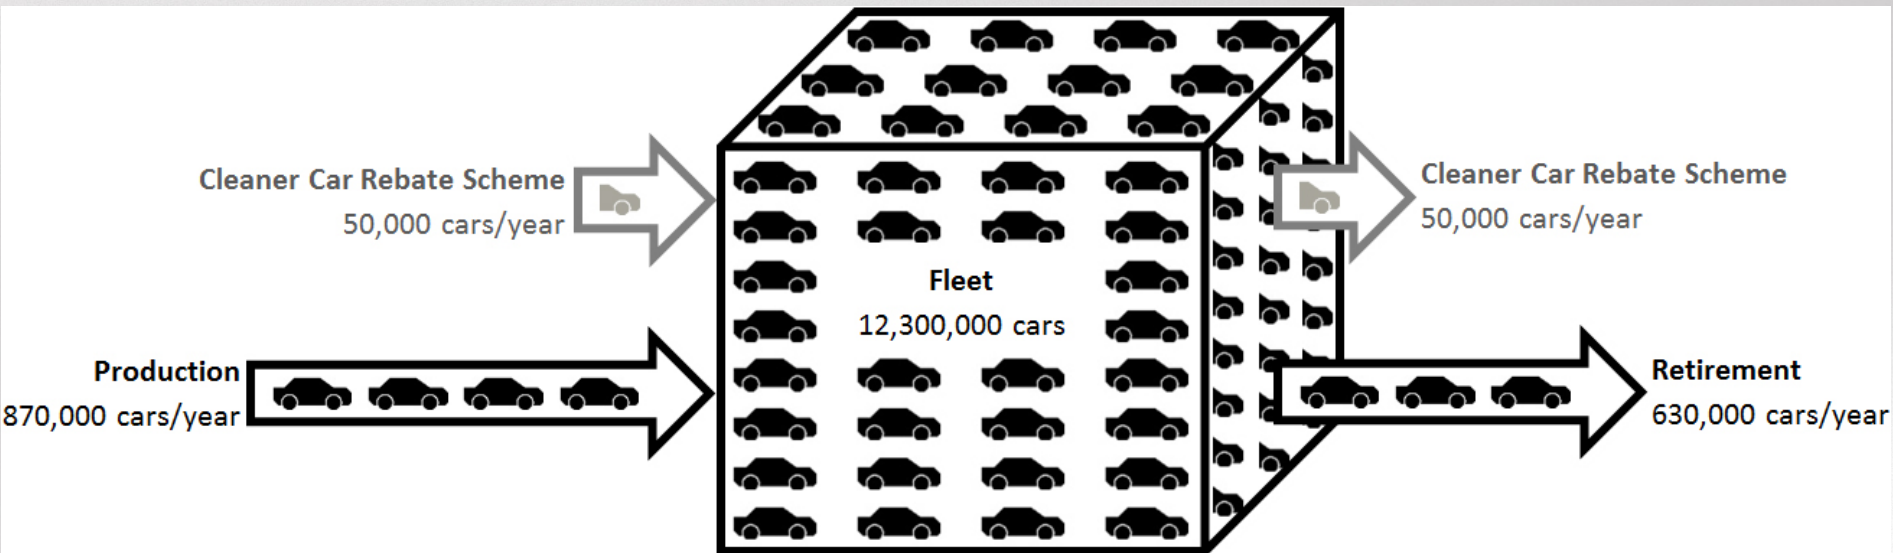 Cleaner Car Rebate Scheme
50,000 cars/year
Cleaner Car Rebate Scheme
50,000 cars/year
Fleet
12,300,000 cars
Production
870,000 cars/year
Retirement
630,000 cars/year